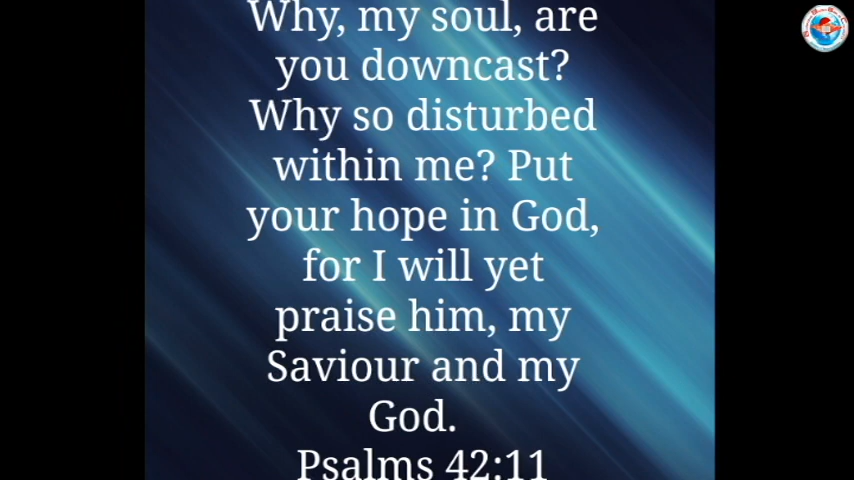 Why, my soul, are
you downcast?
Why so disturbed
within me? Put
your hope in God,
for I will yet
praise him, my
Saviour and my
God.
Psalms 42:11